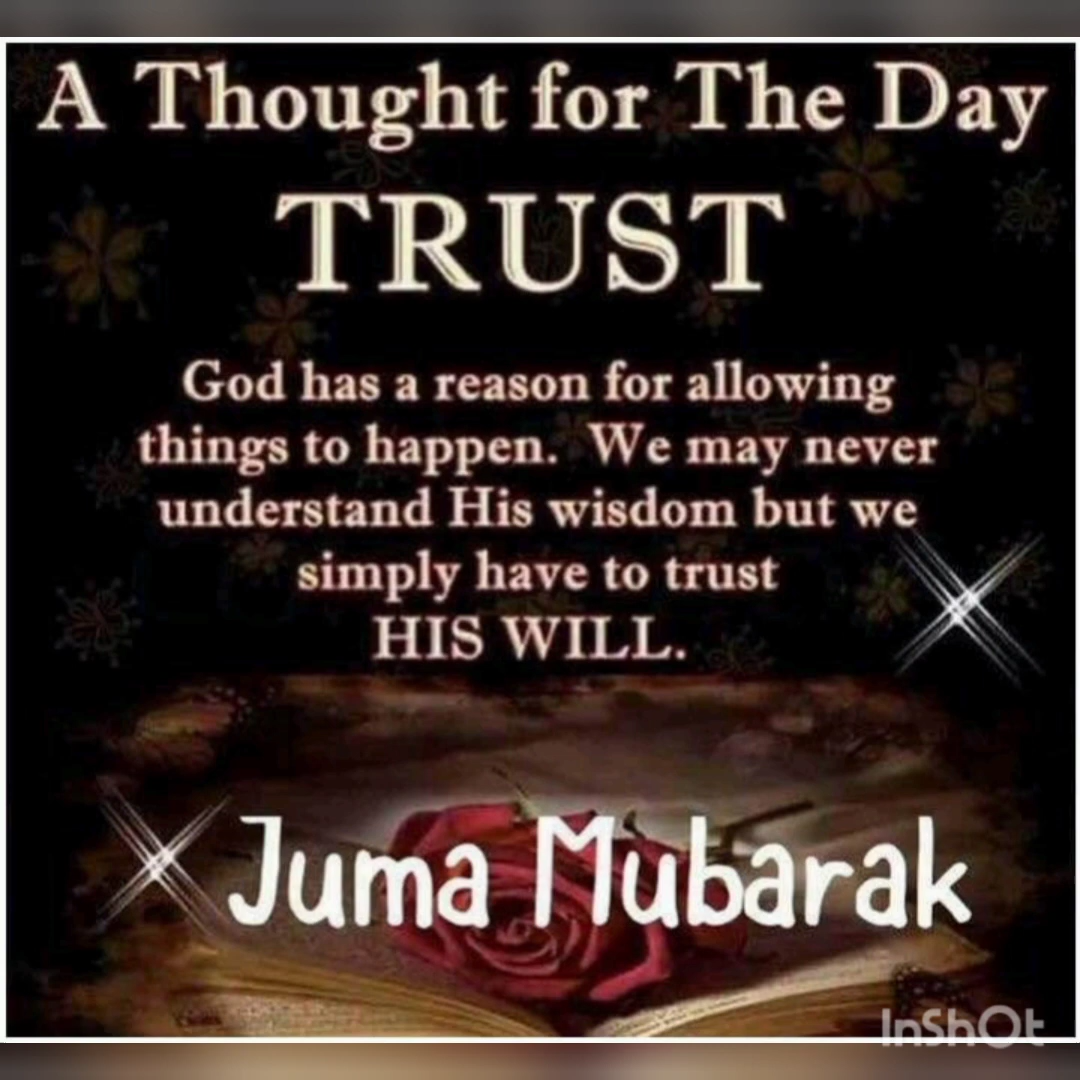 A Thought for The Day
TRUST
God has a reason for allowing
things to happen. We may never
understand His wisdom but we
simply have to trust
HIS WILL.
Juma Mubarak
InShOt